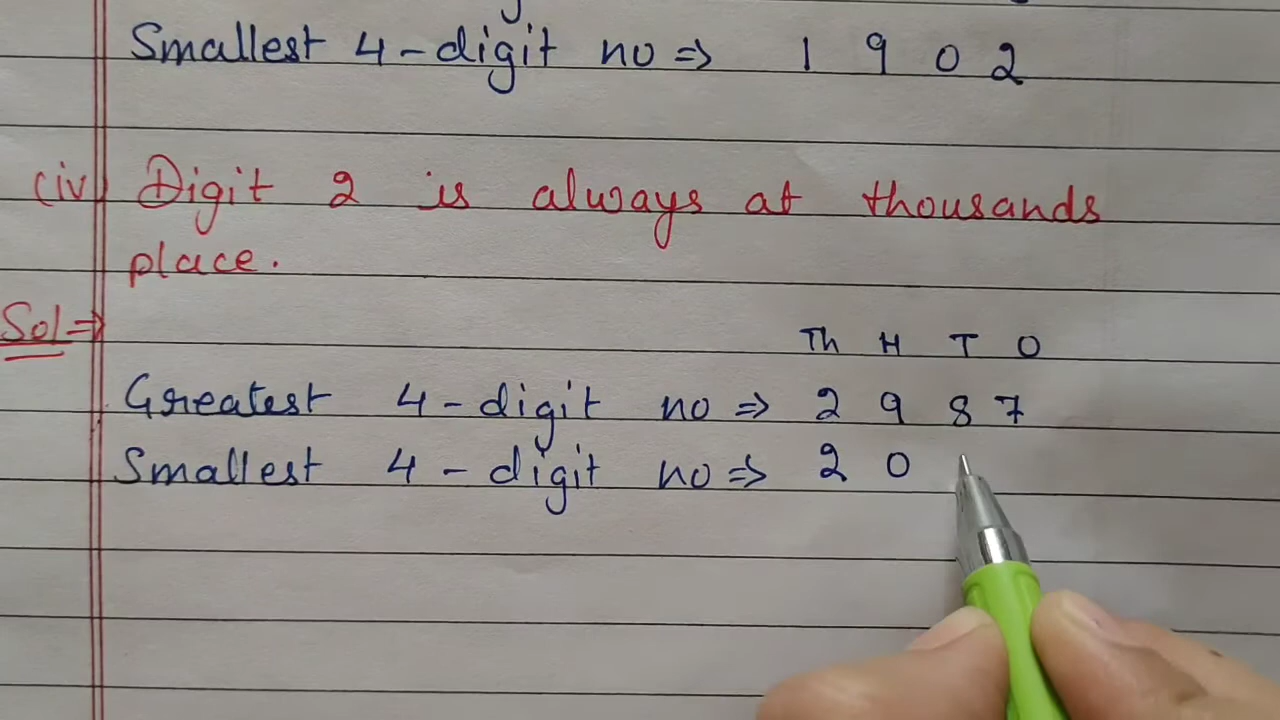 Smallest 4-digit no ⇒ 1 9 0 2
(iv) Digit 2 is always at thousands
place.
Sol ⇒
Th H T O
Greatest 4-digit no ⇒ 2 9 8 7
Smallest 4-digit no ⇒ 2 0